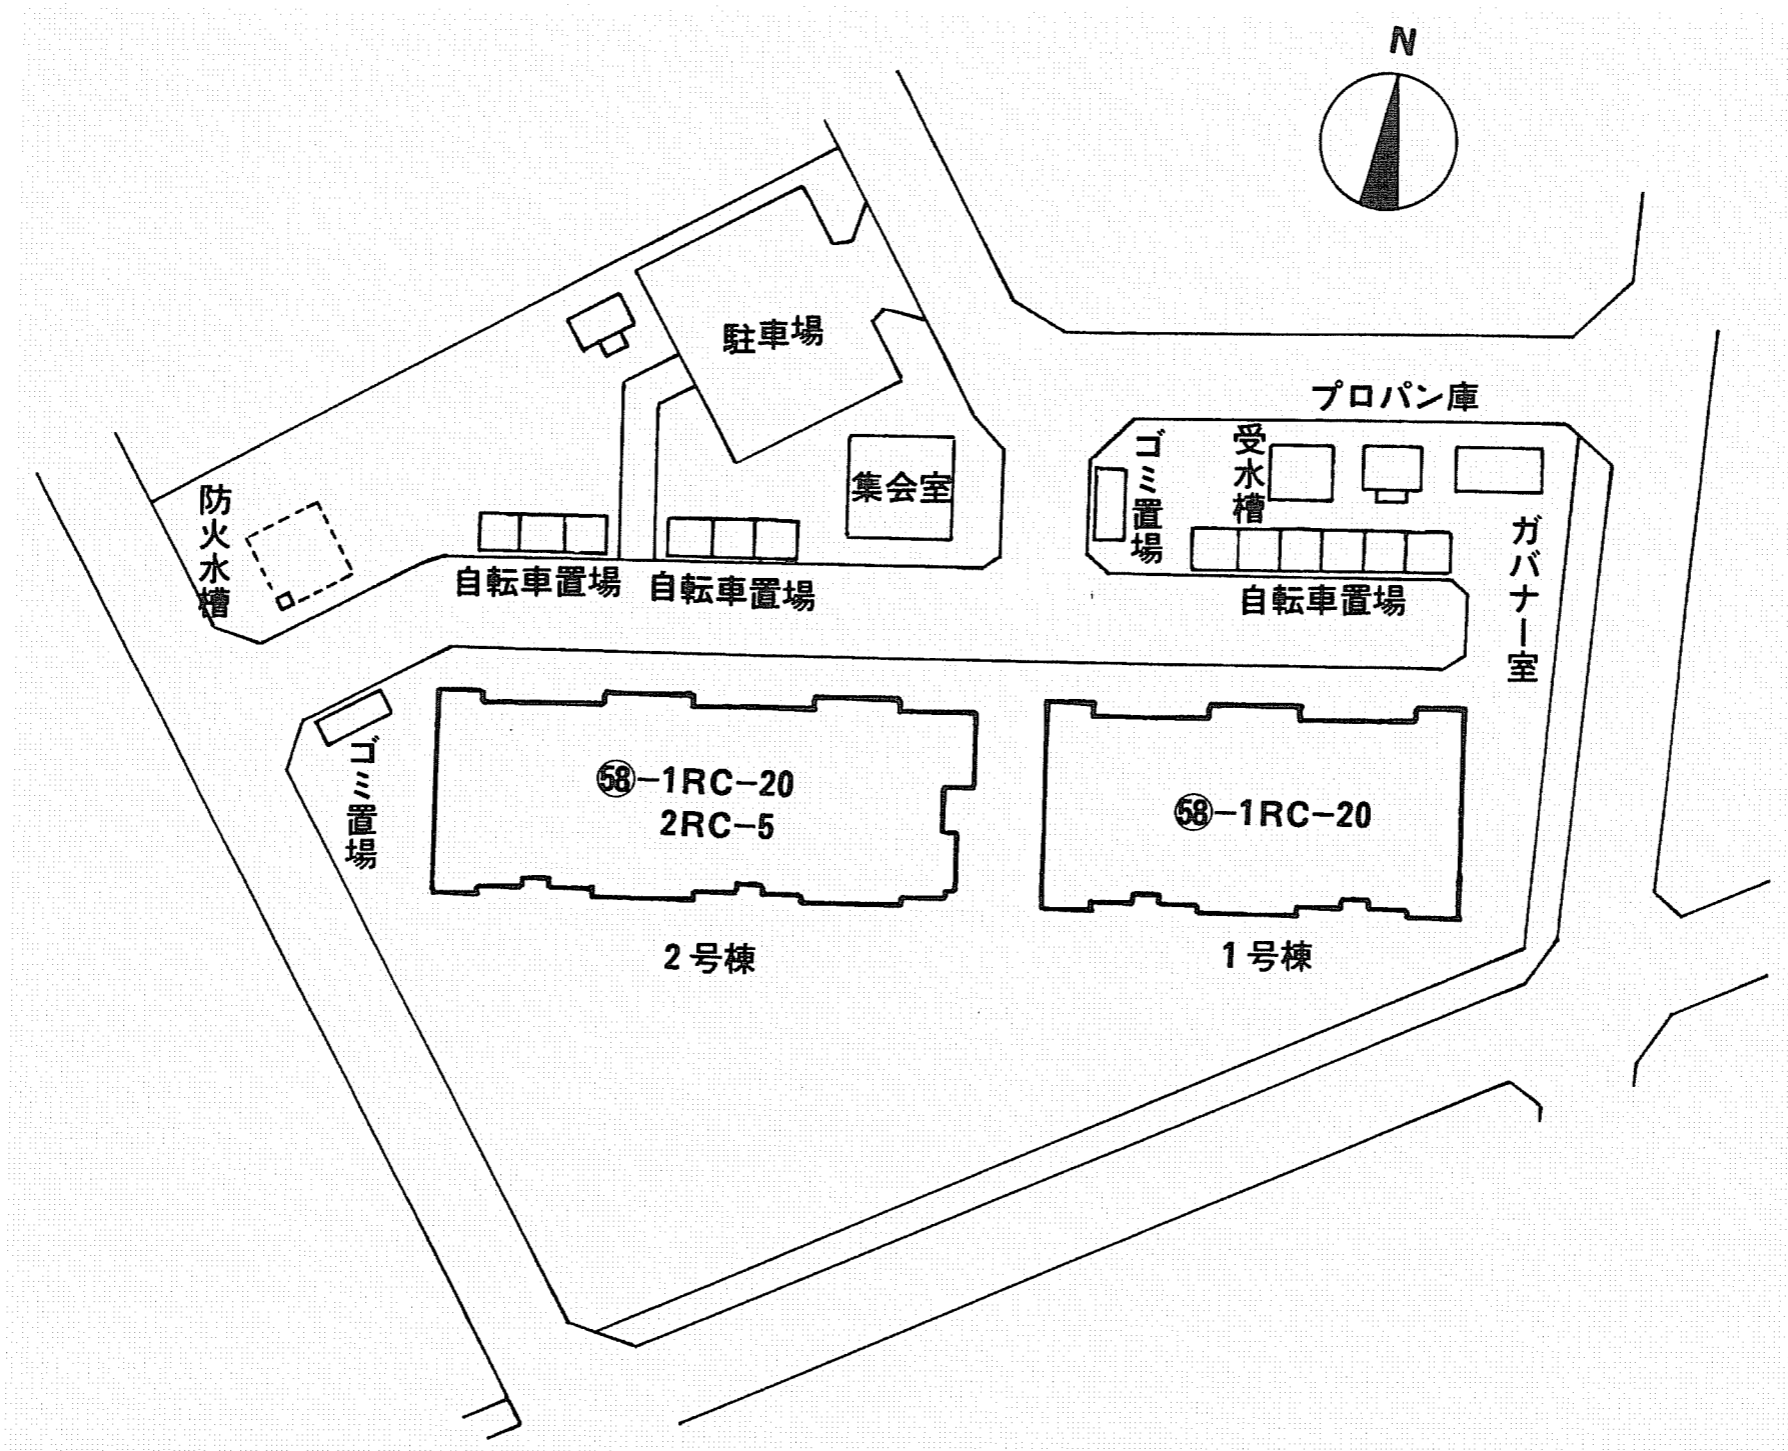 N
駐車場
プロパン庫
ゴミ置場
受水槽
集会室
防火水槽
ガバナー室
自転車置場
自転車置場
自転車置場
ゴミ置場
㊽-1RC-20
2RC-5
㊽-1RC-20
2号棟
1号棟